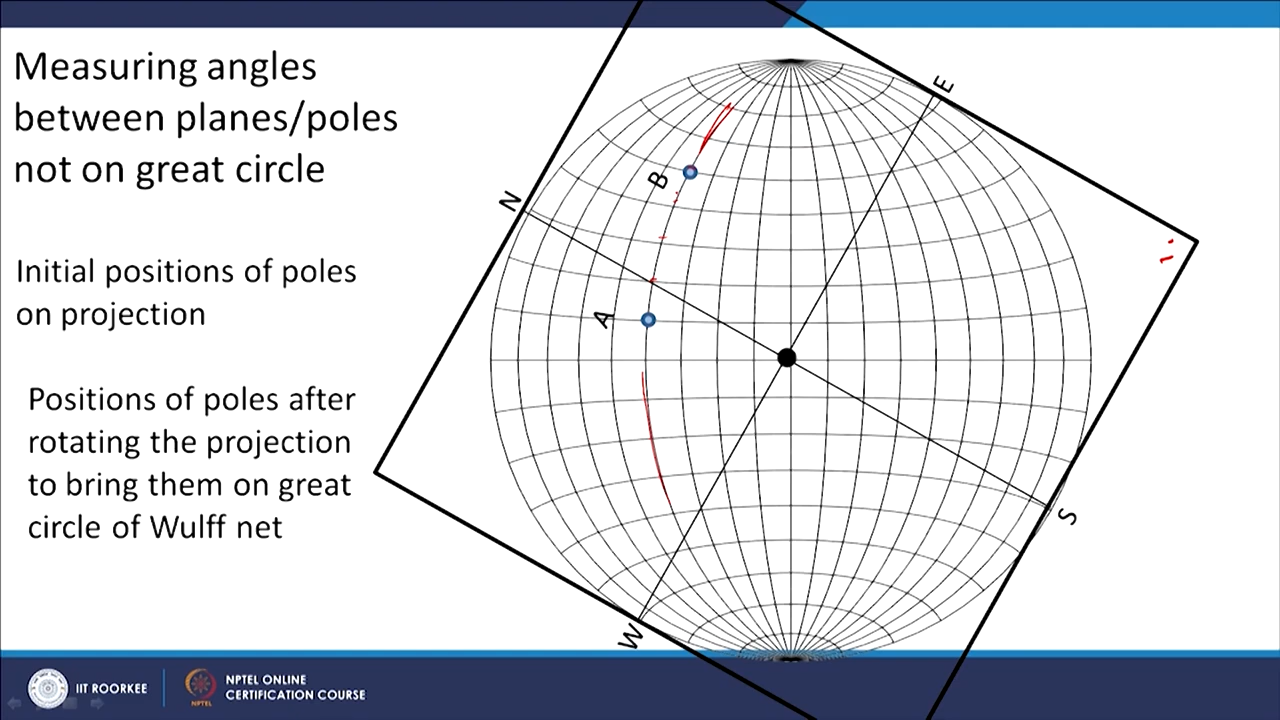 Measuring angles
between planes/poles
not on great circle
Initial positions of poles
on projection
Positions of poles after
rotating the projection
to bring them on great
circle of Wulff net
N
E
S
W
B
A
IIT ROORKEE
NPTEL
NPTEL ONLINE
CERTIFICATION COURSE